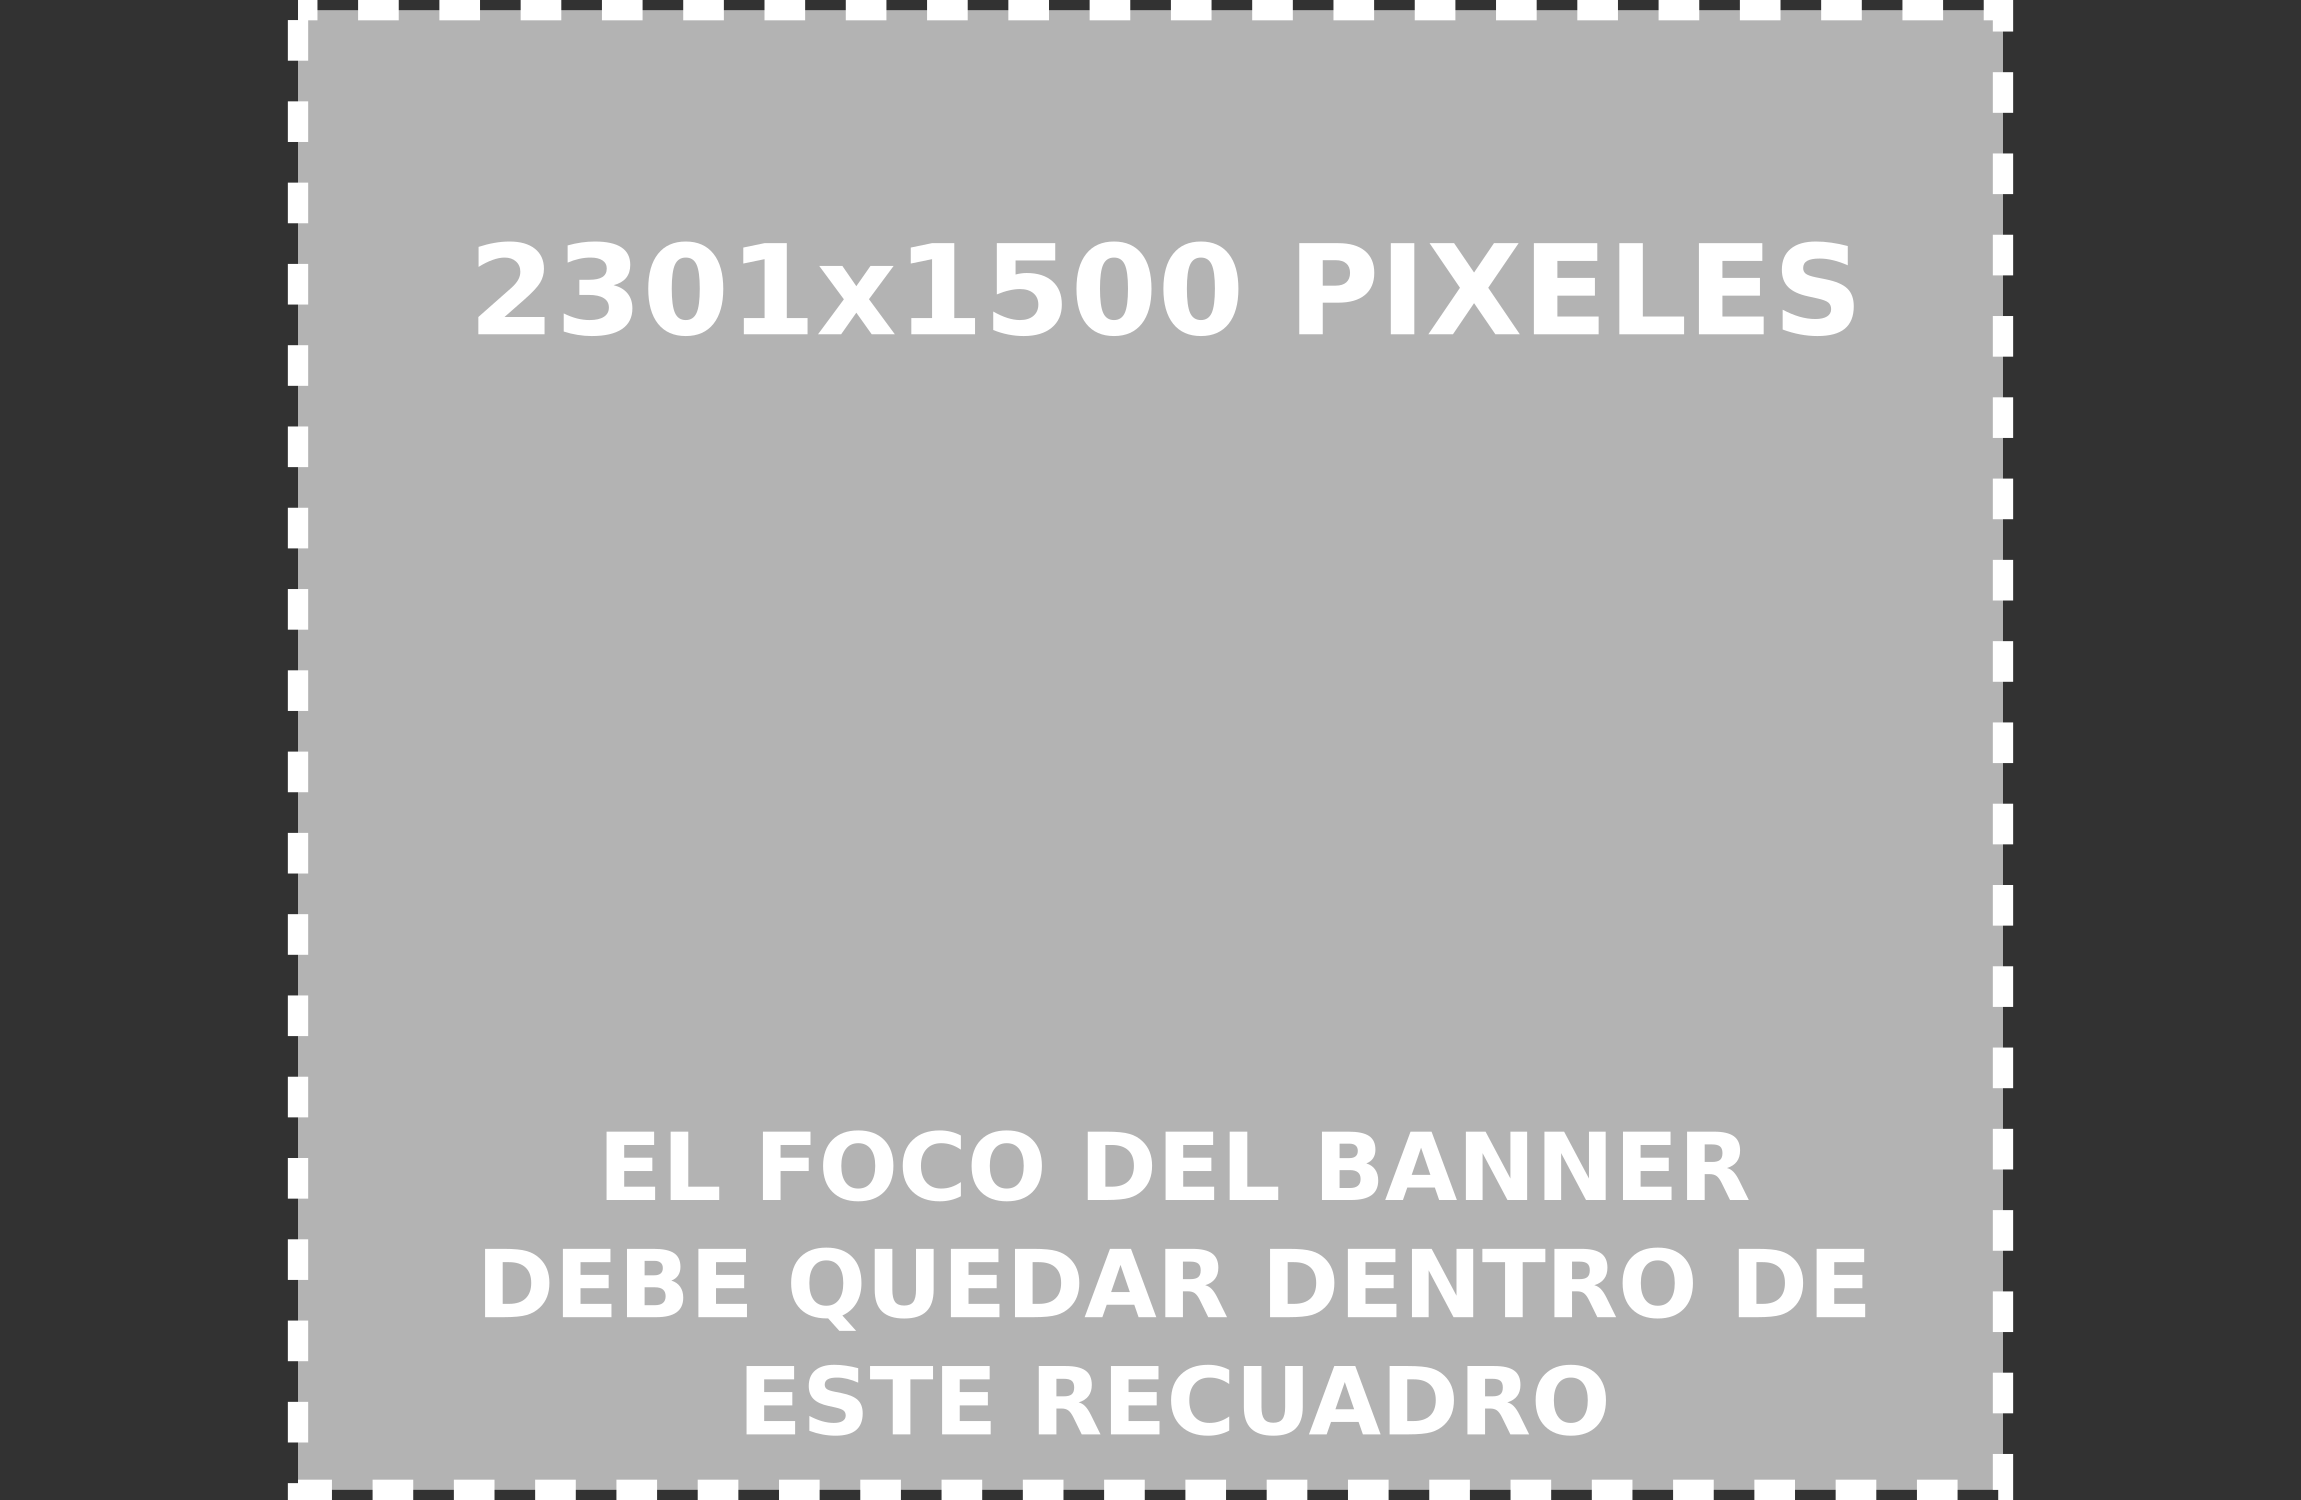 2301x1500 PIXELES
EL FOCO DEL BANNER
DEBE QUEDAR DENTRO DE
ESTE RECUADRO